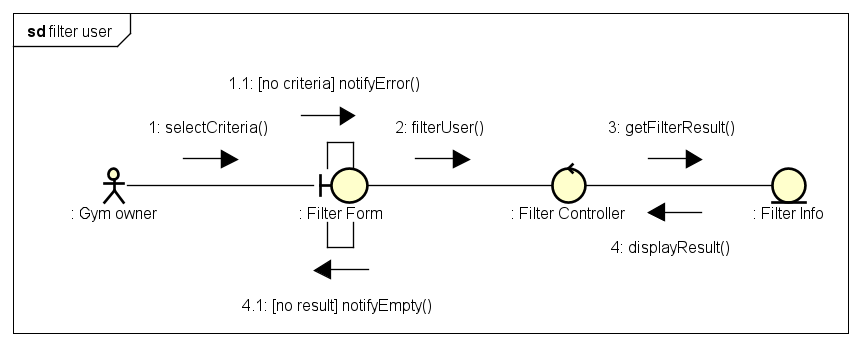 sd filter user
1.1: [no criteria] notifyError()
1: selectCriteria()
2: filterUser()
3: getFilterResult()
: Gym owner
: Filter Form
: Filter Controller
: Filter Info
4: displayResult()
4.1: [no result] notifyEmpty()